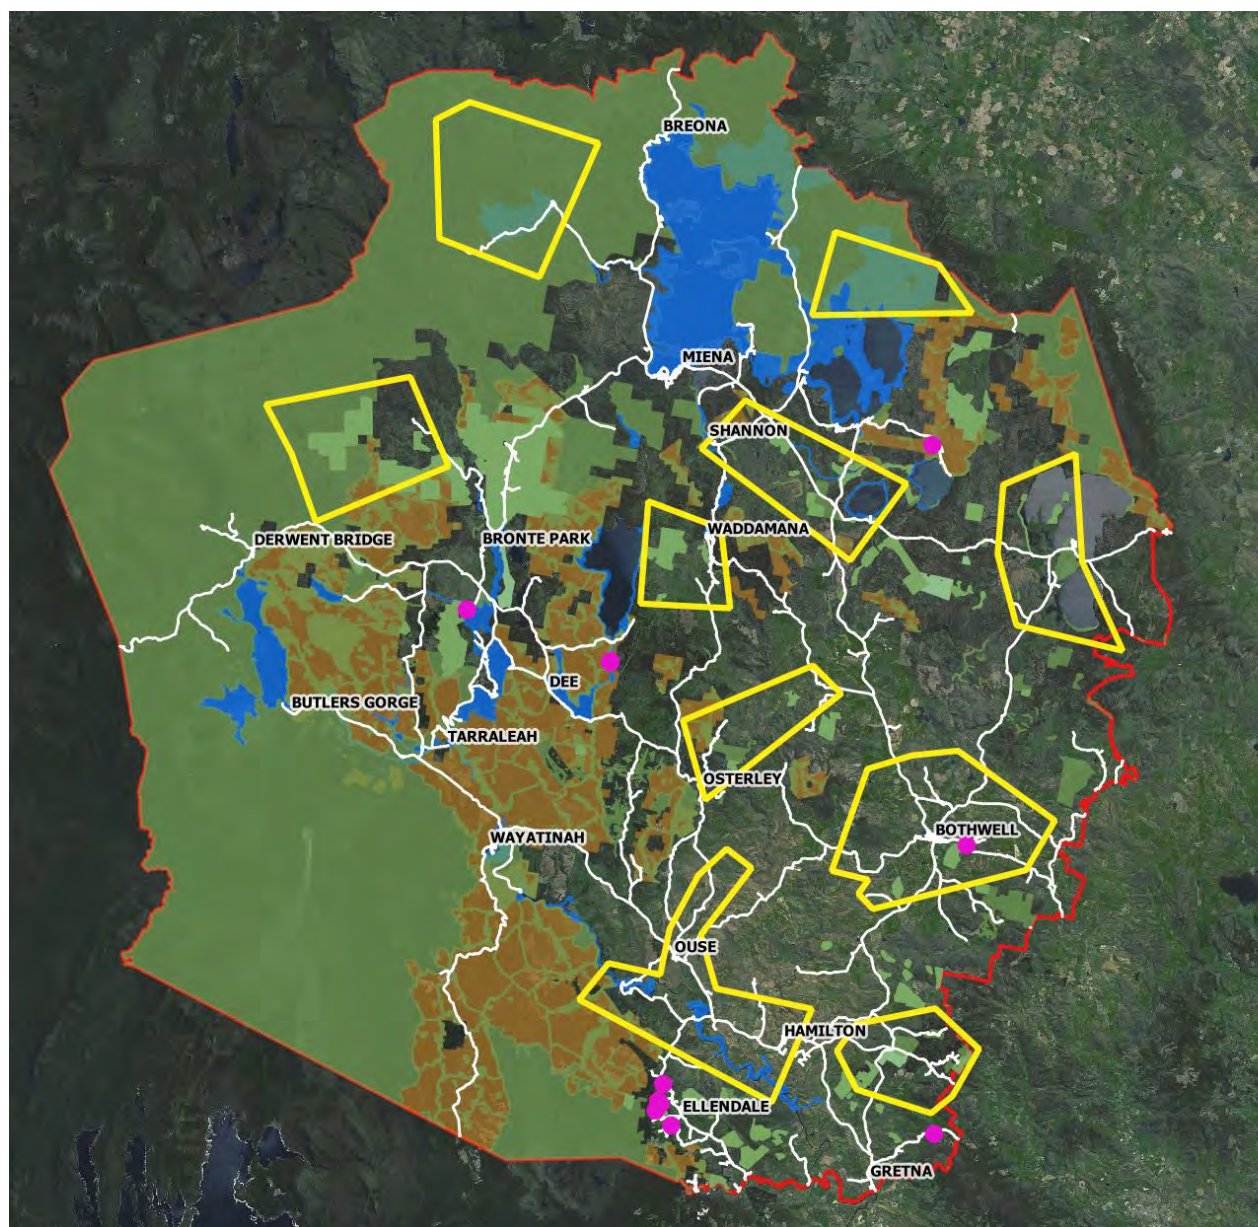 BREONA
MIENA
SHANNON
WADDAMANA
DERWENT BRIDGE
BRONTE PARK
DEE
BUTLERS GORGE
TARRALEAH
OSTERLEY
WAYATINAH
BOTHWELL
OUSE
HAMILTON
ELLENDALE
GRETNA